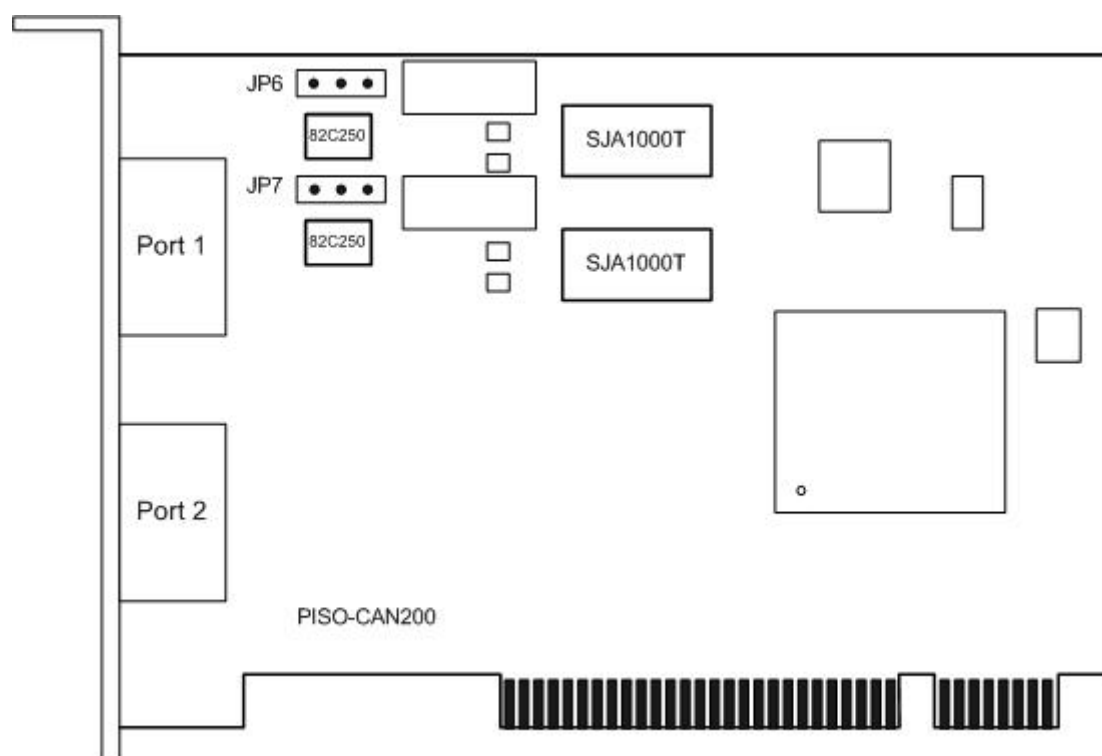 JP6
82C250
SJA1000T
JP7
Port 1
82C250
SJA1000T
Port 2
PISO-CAN200